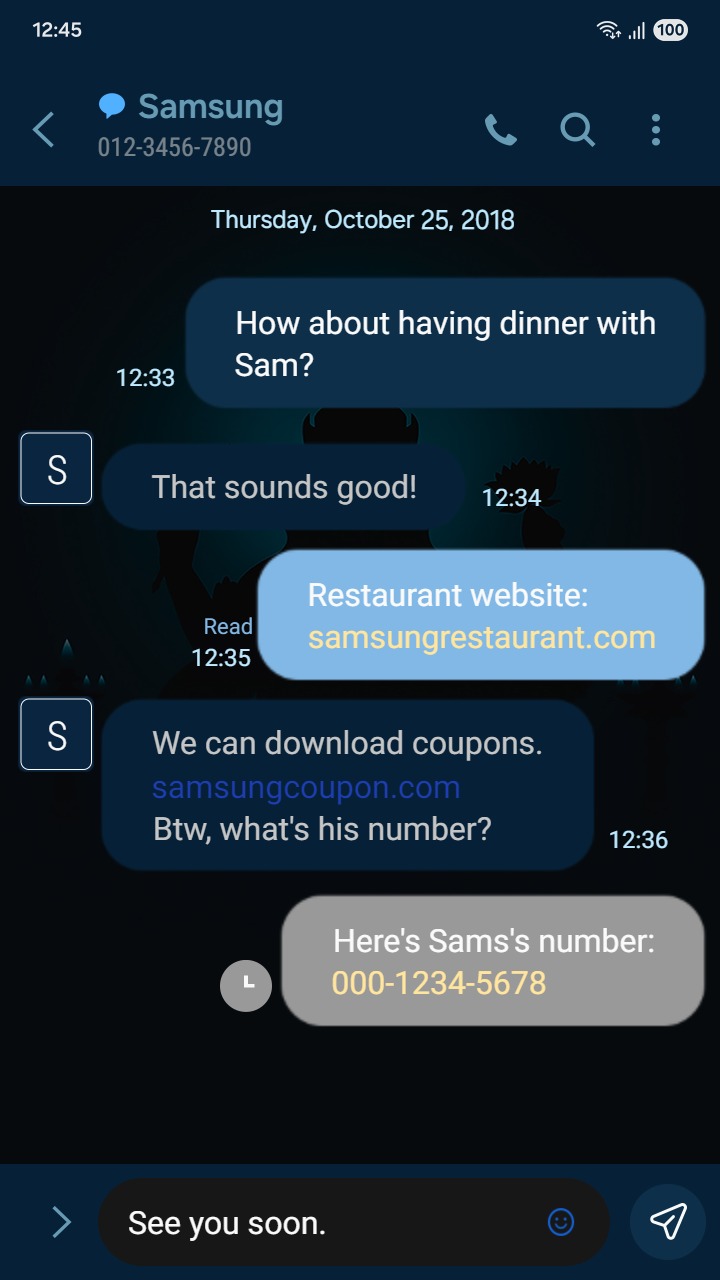 12:45
100
Samsung
012-3456-7890
Thursday, October 25, 2018
How about having dinner with
Sam?
12:33
S
That sounds good!
12:34
Restaurant website:
samsungrestaurant.com
Read
12:35
S
We can download coupons.
samsungcoupon.com
Btw, what's his number?
12:36
Here's Sams's number:
000-1234-5678
See you soon.